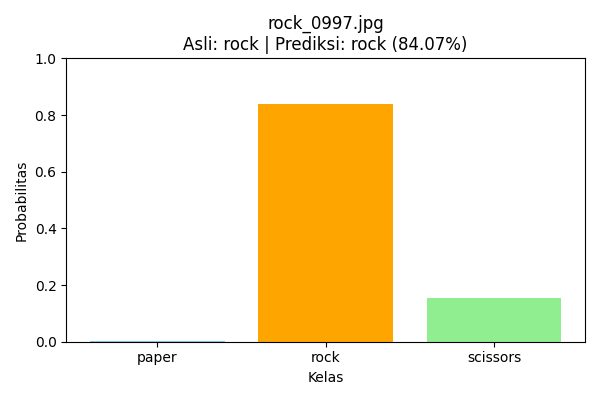 rock_0997.jpg
Asli: rock | Prediksi: rock (84.07%)
1.0
0.8
0.6
0.4
0.2
0.0
Probabilitas
paper rock scissors
Kelas